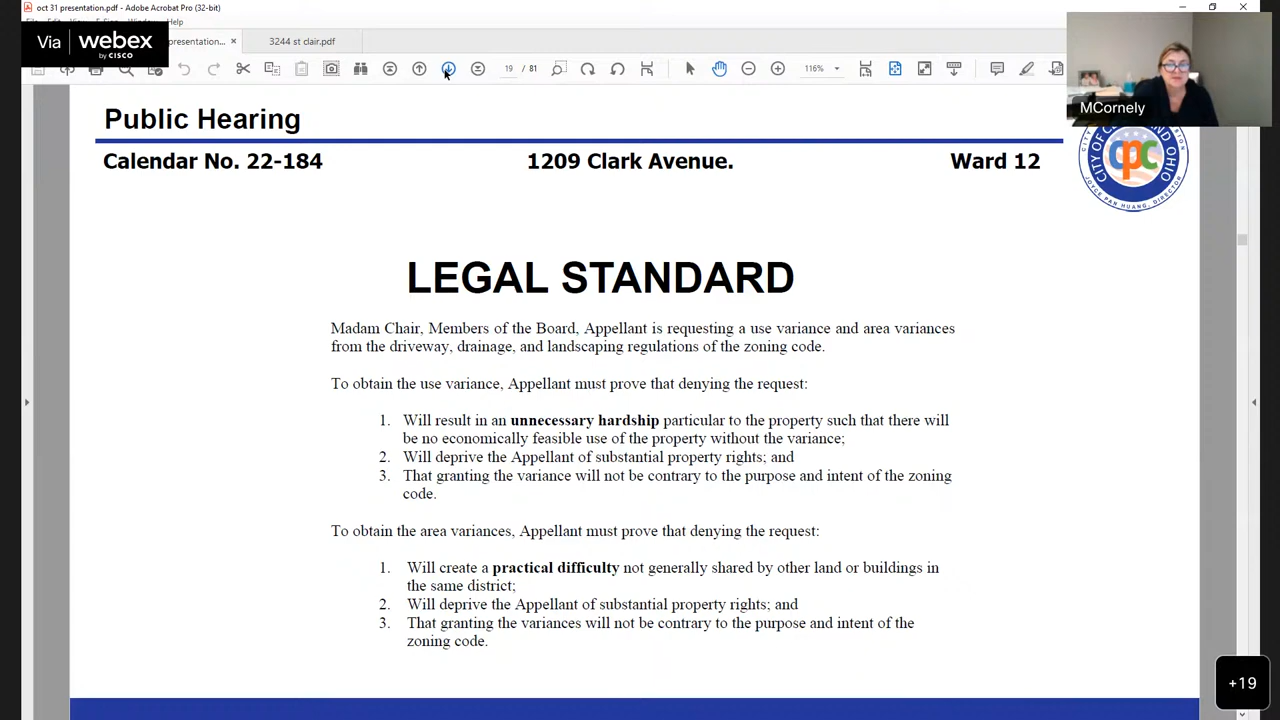 oct 31 presentation.pdf - Adobe Acrobat Pro (32-bit)
Help
Via webex
by CISCO
presentation... ×
3244 st clair.pdf
19 / 81
116%
MCornely
Public Hearing
Calendar No. 22-184 1209 Clark Avenue. Ward 12
cpc
JOYCE PAN HUANG, DIRECTOR
LEGAL STANDARD
Madam Chair, Members of the Board, Appellant is requesting a use variance and area variances
from the driveway, drainage, and landscaping regulations of the zoning code.
To obtain the use variance, Appellant must prove that denying the request:
1. Will result in an unnecessary hardship particular to the property such that there will
be no economically feasible use of the property without the variance;
2. Will deprive the Appellant of substantial property rights; and
3. That granting the variance will not be contrary to the purpose and intent of the zoning
code.
To obtain the area variances, Appellant must prove that denying the request:
1. Will create a practical difficulty not generally shared by other land or buildings in
the same district;
2. Will deprive the Appellant of substantial property rights; and
3. That granting the variances will not be contrary to the purpose and intent of the
zoning code.
+19